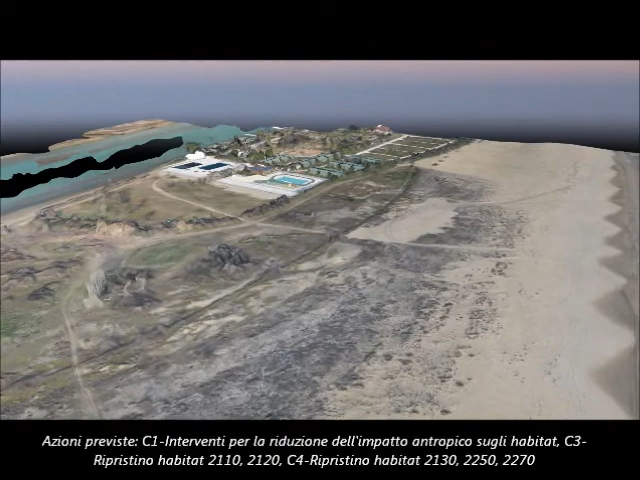 Azioni previste: C1-Interventi per la riduzione dell'impatto antropico sugli habitat, C3-
Ripristino habitat 2110, 2120, C4-Ripristino habitat 2130, 2250, 2270